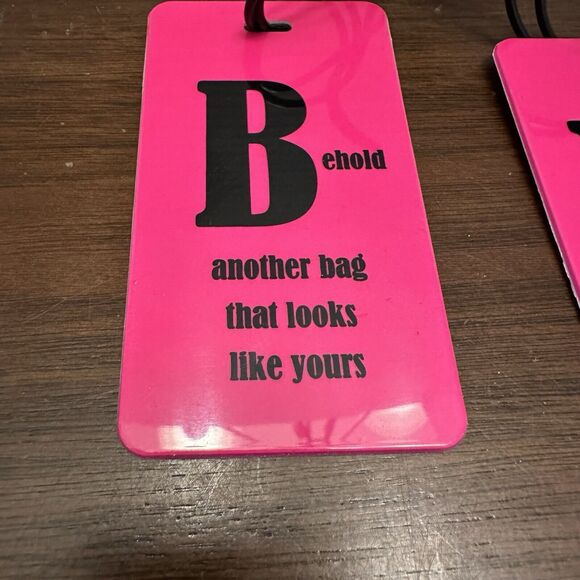 Behold
another bag
that looks
like yours